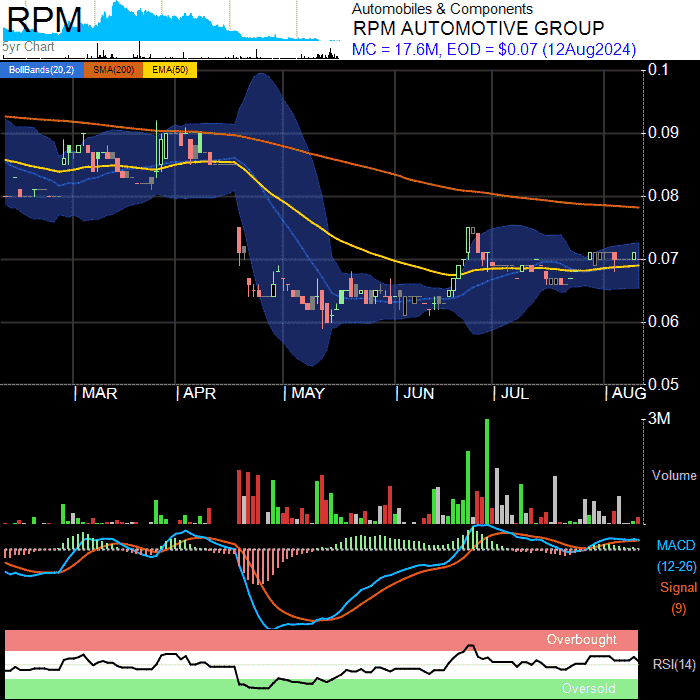 RPM
5yr Chart
Automobiles & Components
RPM AUTOMOTIVE GROUP
MC = 17.6M, EOD = $0.07 (12Aug2024)
BollBands(20,2) SMA(200) EMA(50)
0.1
0.09
0.08
0.07
0.06
0.05
| MAR | APR | MAY | JUN | JUL | AUG
3M
Volume
MACD
(12-26)
Signal
(9)
Overbought
RSI(14)
Oversold